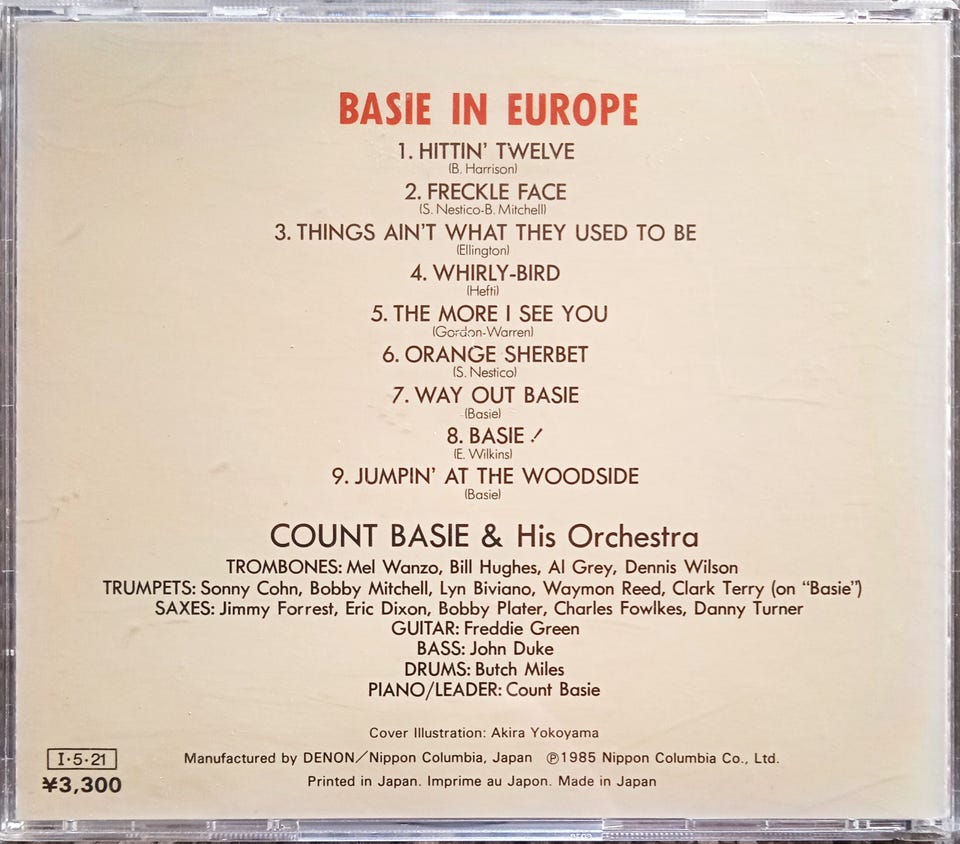 BASIE IN EUROPE
1. HITTIN' TWELVE
(B. Harrison)
2. FRECKLE FACE
(S. Nestico-B. Mitchell)
3. THINGS AIN'T WHAT THEY USED TO BE
(Ellington)
4. WHIRLY-BIRD
(Hefti)
5. THE MORE I SEE YOU
(Gordon-Warren)
6. ORANGE SHERBET
(S. Nestico)
7. WAY OUT BASIE
(Basie)
8. BASIE !
(E. Wilkins)
9. JUMPIN' AT THE WOODSIDE
(Basie)
COUNT BASIE & His Orchestra
TROMBONES: Mel Wanzo, Bill Hughes, Al Grey, Dennis Wilson
TRUMPETS: Sonny Cohn, Bobby Mitchell, Lyn Biviano, Waymon Reed, Clark Terry (on "Basie")
SAXES: Jimmy Forrest, Eric Dixon, Bobby Plater, Charles Fowlkes, Danny Turner
GUITAR: Freddie Green
BASS: John Duke
DRUMS: Butch Miles
PIANO/LEADER: Count Basie
Cover Illustration: Akira Yokoyama
Manufactured by DENON/Nippon Columbia, Japan ℗1985 Nippon Columbia Co., Ltd.
Printed in Japan. Imprime au Japon. Made in Japan
I·5·21
¥3,300